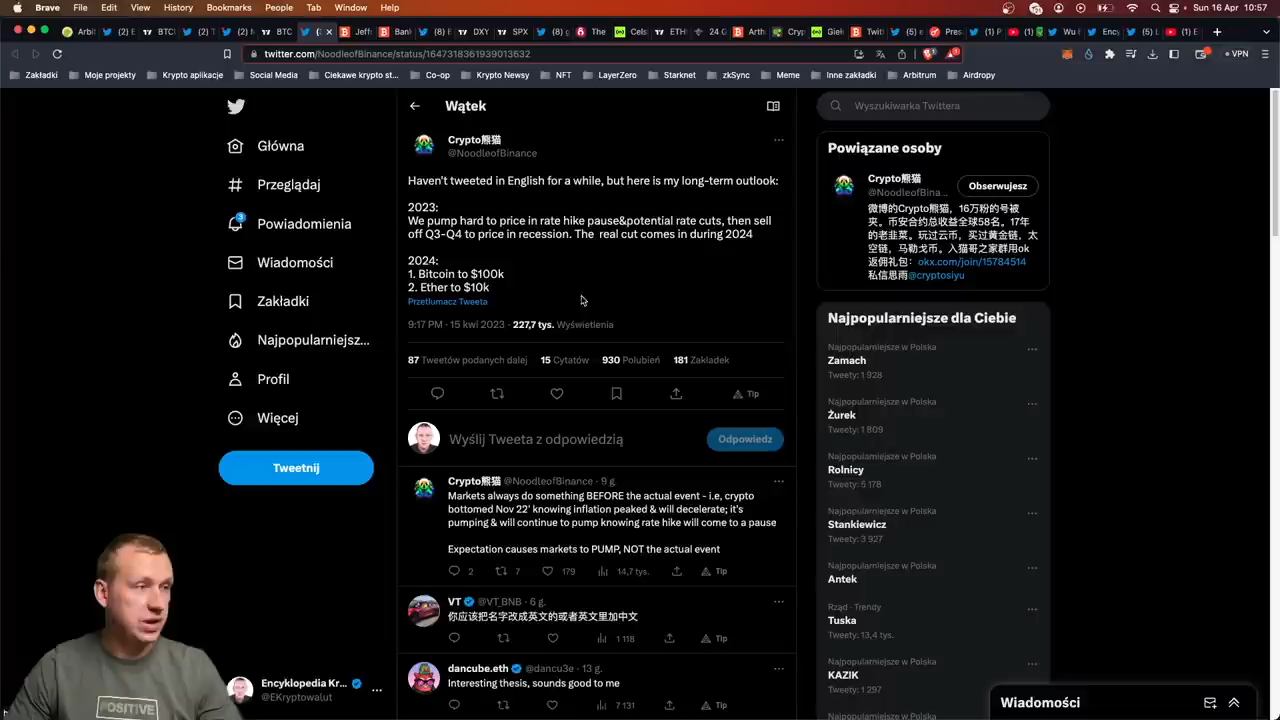 Brave File Edit View History Bookmarks People Tab Window Help
Sun 16 Apr 10:57
twitter.com/NoodleofBinance/status/1647318361939013632
VPN
Zakładki Moje projekty Krypto aplikacje Social Media Ciekawe krypto st... Co-op Krypto Newsy NFT LayerZero Starknet zkSync Meme Inne zakładki Arbitrum Airdropy
Główna
Przeglądaj
3
Powiadomienia
Wiadomości
Zakładki
Najpopularniejsz...
Profil
Więcej
Tweetnij
Encyklopedia Kr...
@EKryptowalut
Wątek
Crypto熊猫
@NoodleofBinance
Haven't tweeted in English for a while, but here is my long-term outlook:
2023:
We pump hard to price in rate hike pause&potential rate cuts, then sell
off Q3-Q4 to price in recession. The real cut comes in during 2024
2024:
1. Bitcoin to $100k
2. Ether to $10k
Przetłumacz Tweeta
9:17 PM · 15 kwi 2023 · 227,7 tys. Wyświetlenia
87 Tweetów podanych dalej 15 Cytatów 930 Polubień 181 Zakładek
Tip
Wyślij Tweeta z odpowiedzią
Odpowiedz
Crypto熊猫 @NoodleofBinance · 9 g.
Markets always do something BEFORE the actual event - i.e, crypto
bottomed Nov 22' knowing inflation peaked & will decelerate; it's
pumping & will continue to pump knowing rate hike will come to a pause
Expectation causes markets to PUMP, NOT the actual event
2 7 179 14,7 tys. Tip
VT @VT_BNB · 6 g.
你应该把名字改成英文的或者英文里加中文
1 118 Tip
dancube.eth @dancu3e · 13 g.
Interesting thesis, sounds good to me
7 131 Tip
Wyszukiwarka Twittera
Powiązane osoby
Crypto熊猫
@NoodleofBina...
Obserwujesz
微博的Crypto熊猫，16万粉的号被
夹。币安合约总收益全球58名。17年
的老韭菜。玩过云币，买过黄金链，太
空链，马勒戈币。入猫哥之家群用ok
返佣礼包：okx.com/join/15784514
私信思雨@cryptosiyu
Najpopularniejsze dla Ciebie
Najpopularniejsze w Polska
Zamach
Tweety: 1 928
Najpopularniejsze w Polska
Żurek
Tweety: 1 809
Najpopularniejsze w Polska
Rolnicy
Tweety: 5 178
Najpopularniejsze w Polska
Stankiewicz
Tweety: 3 927
Najpopularniejsze w Polska
Antek
Rząd · Trendy
Tuska
Tweety: 13,4 tys.
Najpopularniejsze w Polska
KAZIK
Tweety: 1 297
Najpopularniejsze w Polska
Wiadomości
POSITIVE